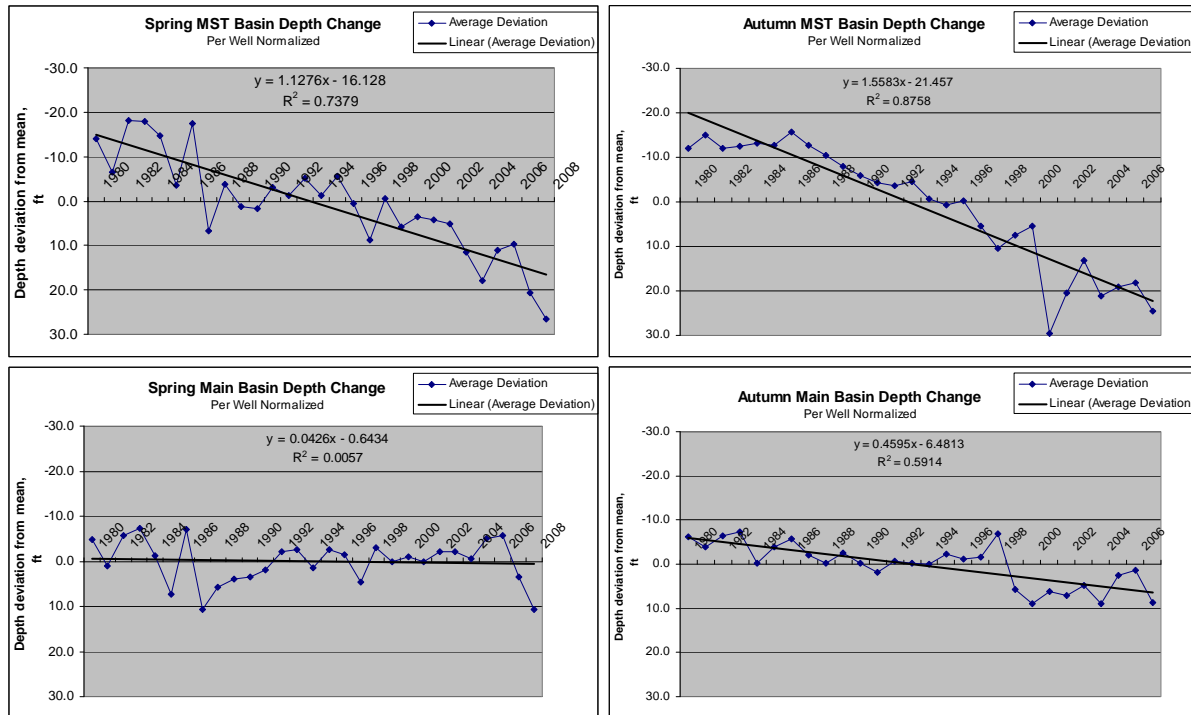 Spring MST Basin Depth Change
Per Well Normalized
Average Deviation
Linear (Average Deviation)
y = 1.1276x - 16.128
R² = 0.7379
-30.0
-20.0
-10.0
0.0
10.0
20.0
30.0
Depth deviation from mean,
ft
1980
1982
1984
1986
1988
1990
1992
1994
1996
1998
2000
2002
2004
2006
2008
Autumn MST Basin Depth Change
Per Well Normalized
Average Deviation
Linear (Average Deviation)
y = 1.5583x - 21.457
R² = 0.8758
-30.0
-20.0
-10.0
0.0
10.0
20.0
30.0
Depth deviation from mean,
ft
1980
1982
1984
1986
1988
1990
1992
1994
1996
1998
2000
2002
2004
2006
Spring Main Basin Depth Change
Per Well Normalized
Average Deviation
Linear (Average Deviation)
y = 0.0426x - 0.6434
R² = 0.0057
-30.0
-20.0
-10.0
0.0
10.0
20.0
30.0
Depth deviation from mean,
ft
1980
1982
1984
1986
1988
1990
1992
1994
1996
1998
2000
2002
2004
2006
2008
Autumn Main Basin Depth Change
Per Well Normalized
Average Deviation
Linear (Average Deviation)
y = 0.4595x - 6.4813
R² = 0.5914
-30.0
-20.0
-10.0
0.0
10.0
20.0
30.0
Depth deviation from mean,
ft
1980
1982
1984
1986
1988
1990
1992
1994
1996
1998
2000
2002
2004
2006